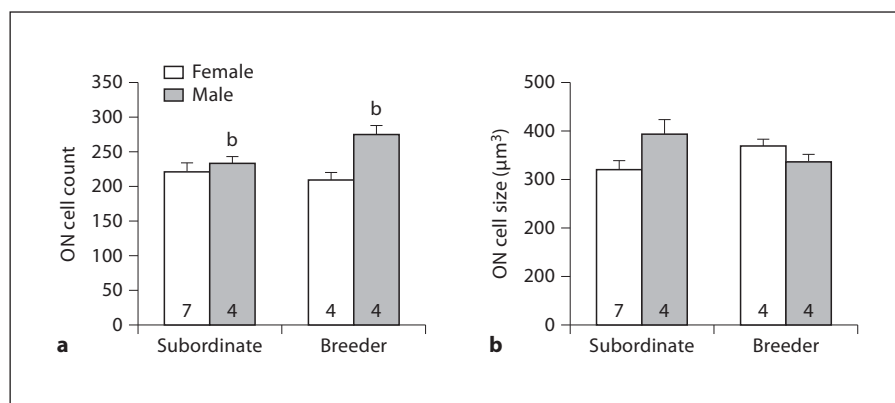 Female
Male
350
300
250
200
150
100
50
0
ON cell count
b
b
7
4
4
4
Subordinate
Breeder
a
500
400
300
200
200
0
ON cell size (µm³)
7
4
4
4
Subordinate
Breeder
b